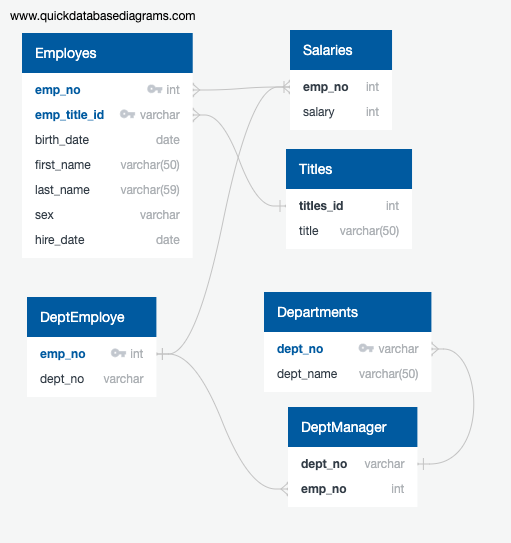 www.quickdatabasediagrams.com
Employes
emp_no int
emp_title_id varchar
birth_date date
first_name varchar(50)
last_name varchar(59)
sex varchar
hire_date date
Salaries
emp_no int
salary int
Titles
titles_id int
title varchar(50)
DeptEmploye
emp_no int
dept_no varchar
Departments
dept_no varchar
dept_name varchar(50)
DeptManager
dept_no varchar
emp_no int